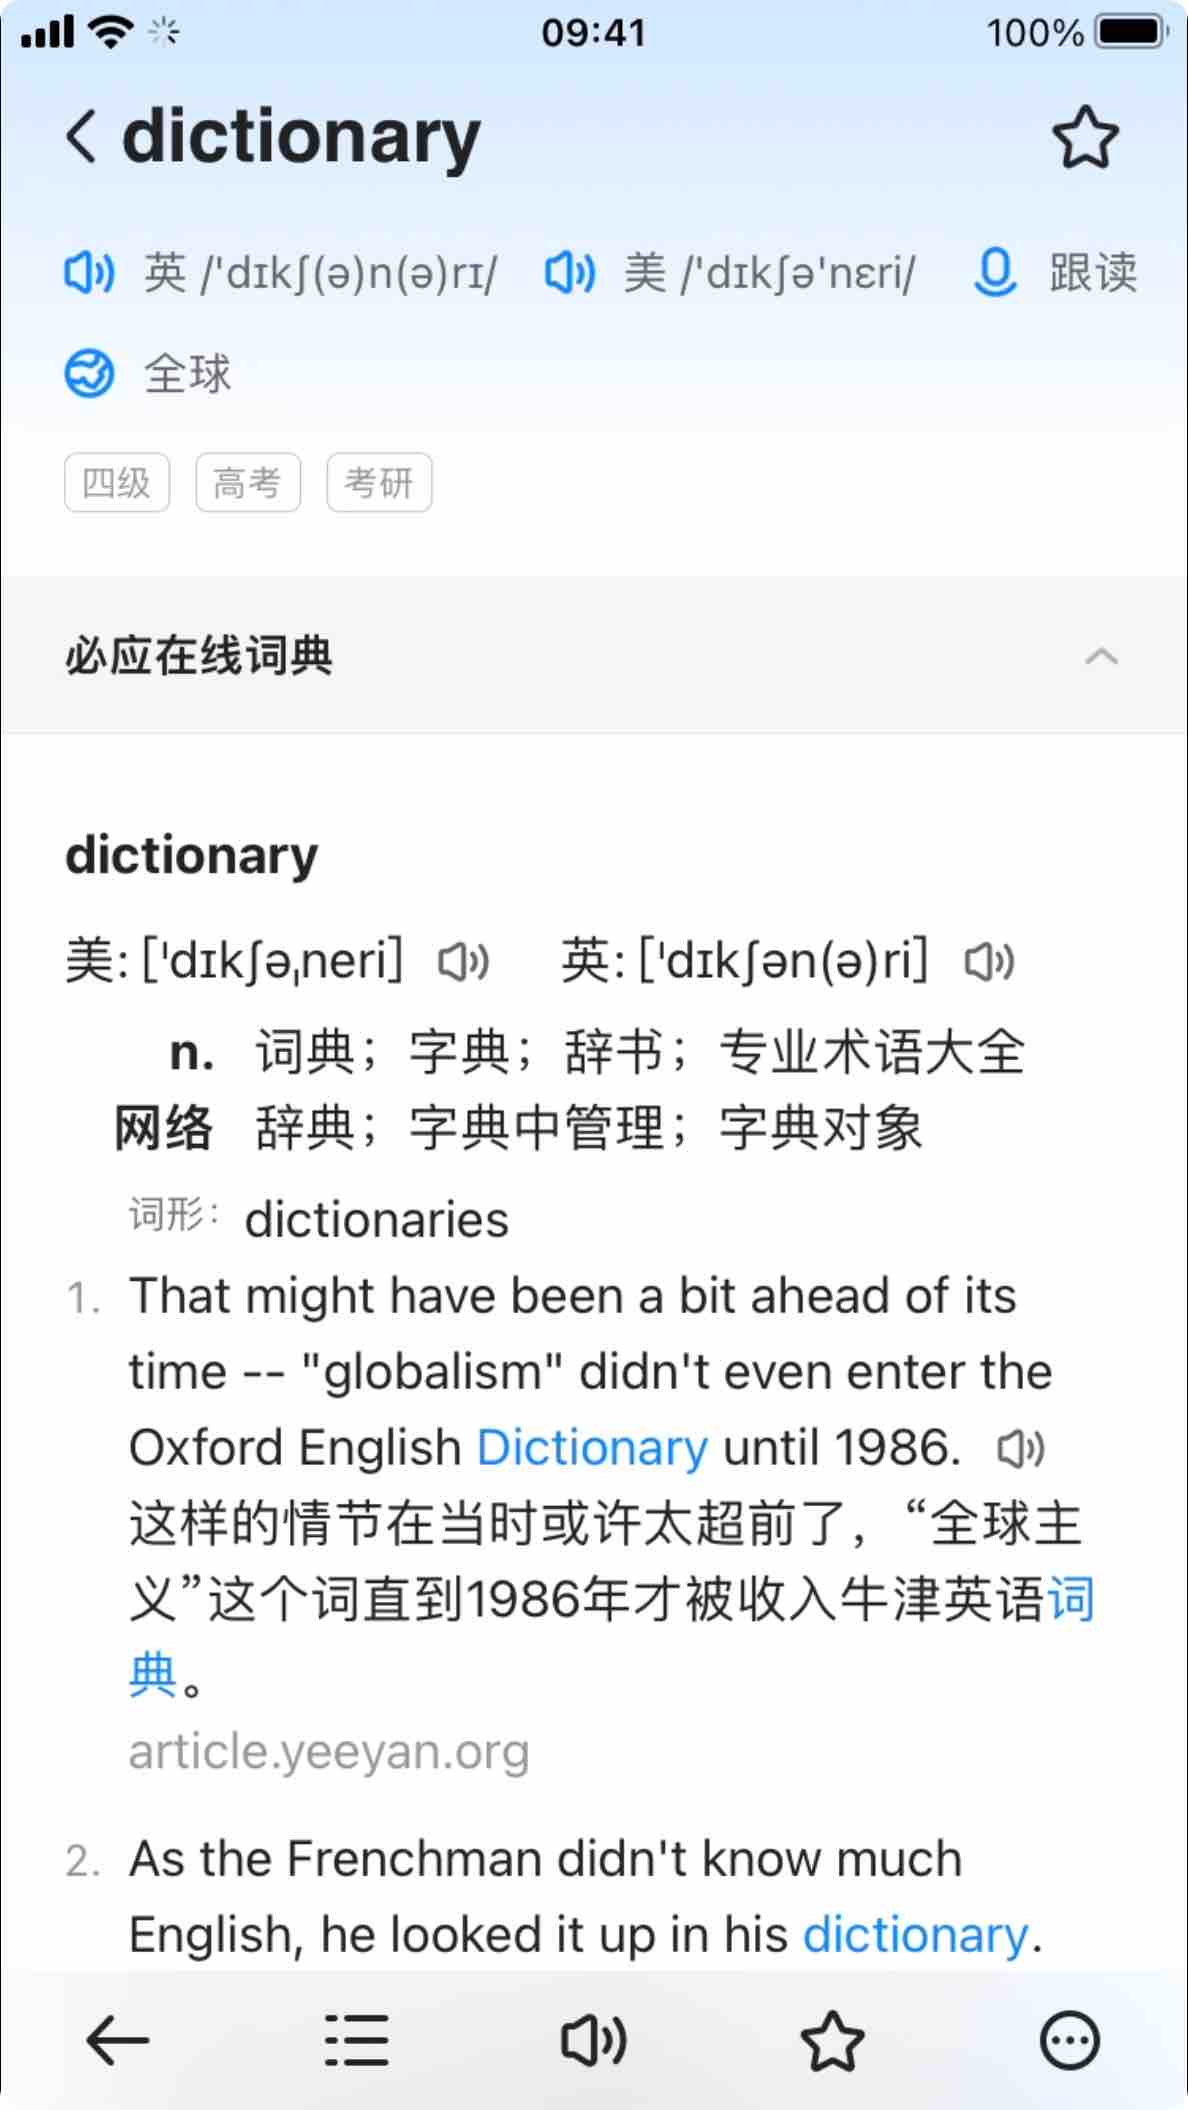 09:41
100%
dictionary
英 /'dɪkʃ(ə)n(ə)rɪ/ 美 /'dɪkʃə'nɛri/ 跟读
全球
四级 高考 考研
必应在线词典
dictionary
美: ['dɪkʃəˌneri] 英: ['dɪkʃən(ə)ri]
n. 词典；字典；辞书；专业术语大全
网络 辞典；字典中管理；字典对象
词形： dictionaries
1. That might have been a bit ahead of its
time -- "globalism" didn't even enter the
Oxford English Dictionary until 1986.
这样的情节在当时或许太超前了，“全球主
义”这个词直到1986年才被收入牛津英语词
典。
article.yeeyan.org
2. As the Frenchman didn't know much
English, he looked it up in his dictionary.